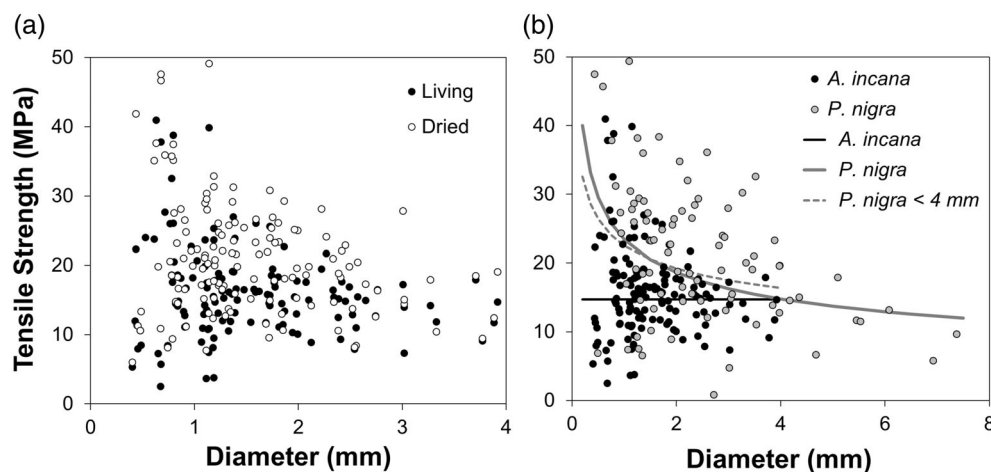 (a)
(b)
Tensile Strength (MPa)
50
40
30
20
10
0
Living
Dried
0 1 2 3 4
Diameter (mm)
50
40
30
20
10
0
A. incana
P. nigra
A. incana
P. nigra
P. nigra < 4 mm
0 2 4 6 8
Diameter (mm)